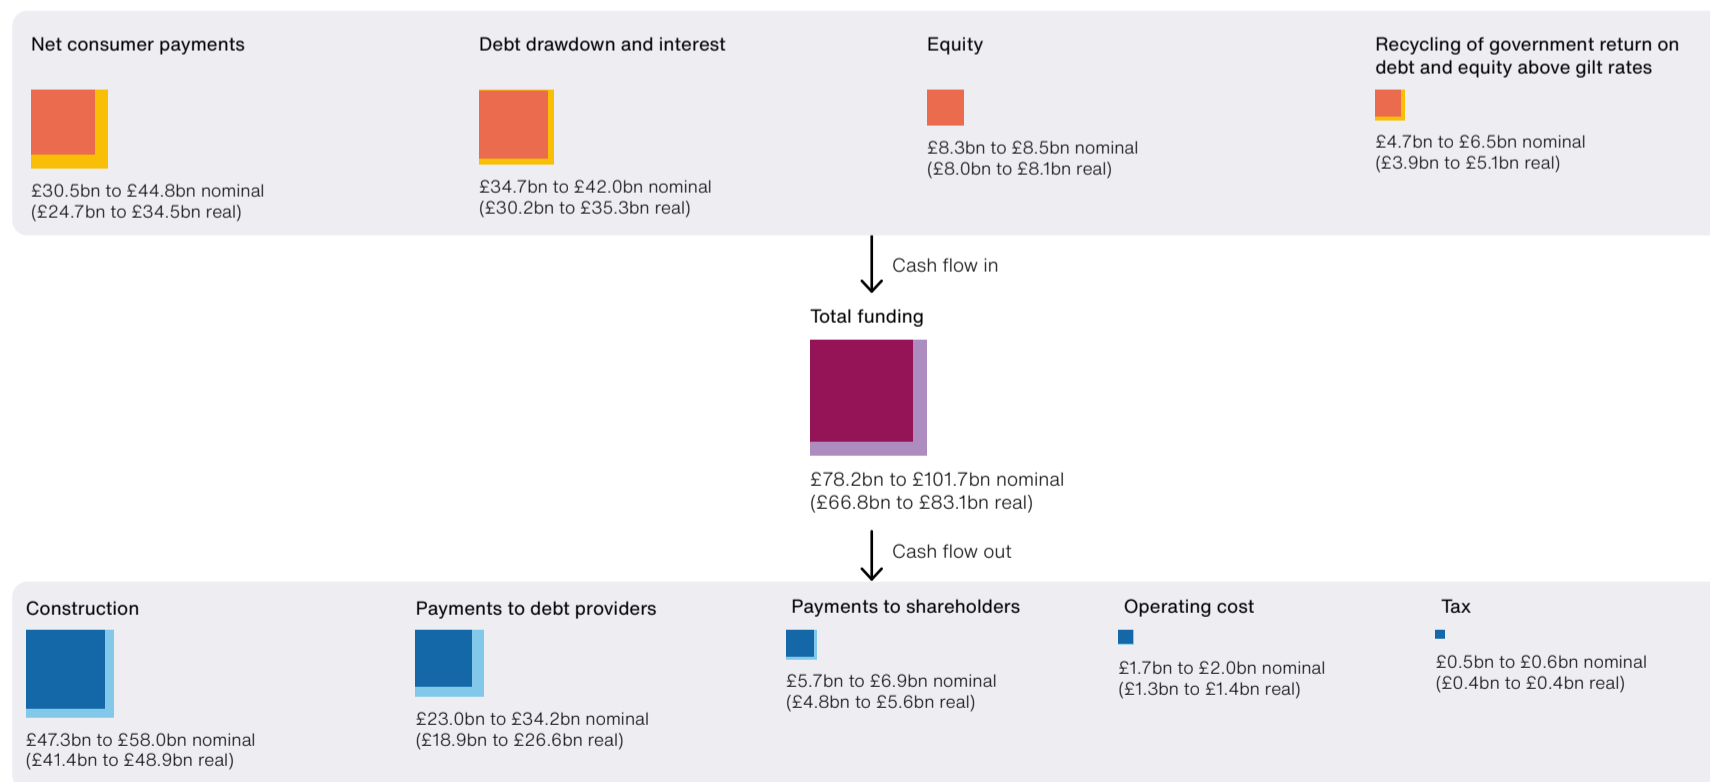 Net consumer payments
£30.5bn to £44.8bn nominal
(£24.7bn to £34.5bn real)
Debt drawdown and interest
£34.7bn to £42.0bn nominal
(£30.2bn to £35.3bn real)
Equity
£8.3bn to £8.5bn nominal
(£8.0bn to £8.1bn real)
Recycling of government return on
debt and equity above gilt rates
£4.7bn to £6.5bn nominal
(£3.9bn to £5.1bn real)
Cash flow in
Total funding
£78.2bn to £101.7bn nominal
(£66.8bn to £83.1bn real)
Cash flow out
Construction
£47.3bn to £58.0bn nominal
(£41.4bn to £48.9bn real)
Payments to debt providers
£23.0bn to £34.2bn nominal
(£18.9bn to £26.6bn real)
Payments to shareholders
£5.7bn to £6.9bn nominal
(£4.8bn to £5.6bn real)
Operating cost
£1.7bn to £2.0bn nominal
(£1.3bn to £1.4bn real)
Tax
£0.5bn to £0.6bn nominal
(£0.4bn to £0.4bn real)